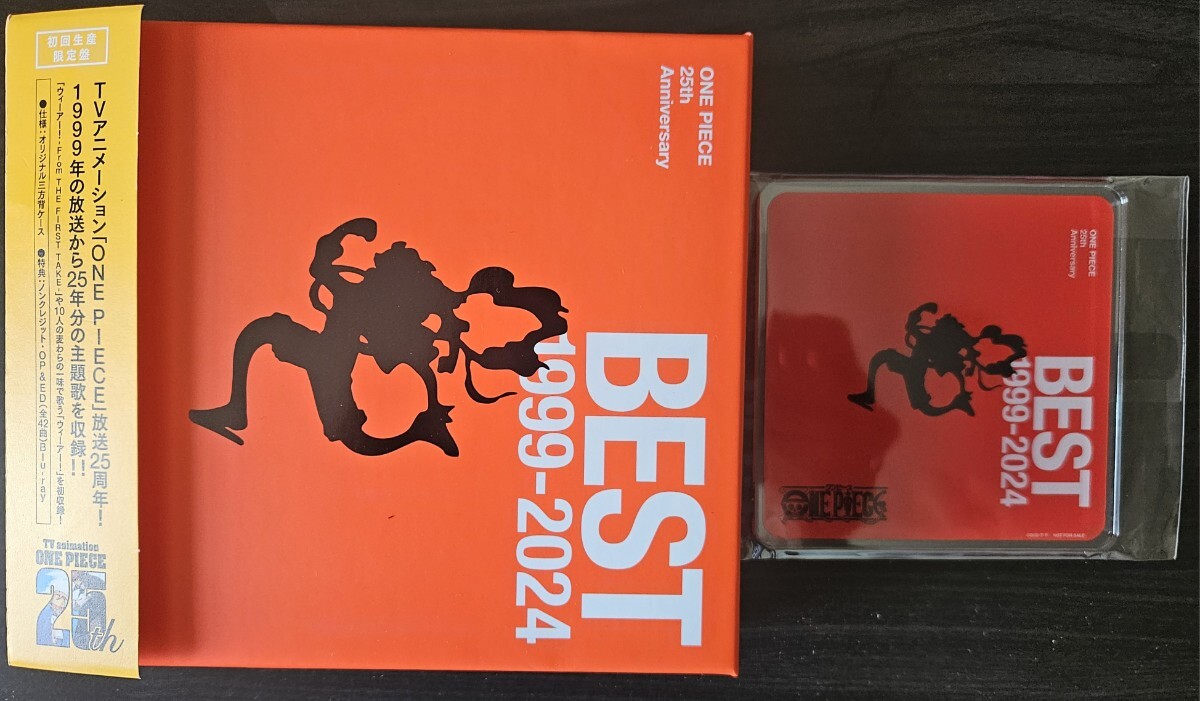 初回生産
限定盤
TVアニメーション「ONE PIECE」放送25周年!
1999年の放送から25年分の主題歌を収録!!
「ウィーアー! -From THE FIRST TAKE-」や10人の麦わらの一味で歌う「ウィーアー!」を初収録!
●仕様:オリジナル三方背ケース ●特典:ノンクレジット・OP&ED(全42曲)Blu-ray
TV animation
ONE PIECE
25th
ONE PIECE
25th
Anniversary
BEST
1999-2024
ONE PIECE
25th
Anniversary
BEST
1999-2024
ONE PIECE
NOT FOR SALE